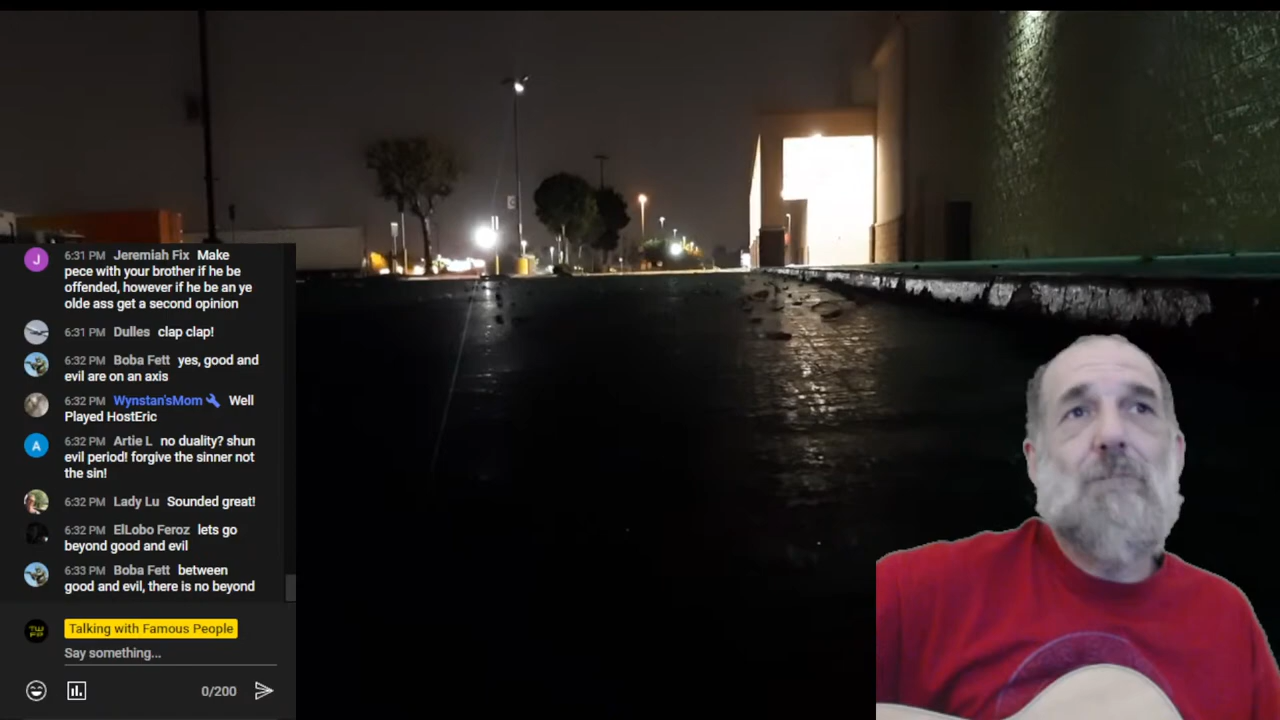 J 6:31 PM Jeremiah Fix Make
pece with your brother if he be
offended, however if he be an ye
olde ass get a second opinion
6:31 PM Dulles clap clap!
6:32 PM Boba Fett yes, good and
evil are on an axis
6:32 PM Wynstan'sMom Well
Played HostEric
A 6:32 PM Artie L no duality? shun
evil period! forgive the sinner not
the sin!
6:32 PM Lady Lu Sounded great!
6:32 PM ElLobo Feroz lets go
beyond good and evil
6:33 PM Boba Fett between
good and evil, there is no beyond
Talking with Famous People
Say something...
0/200